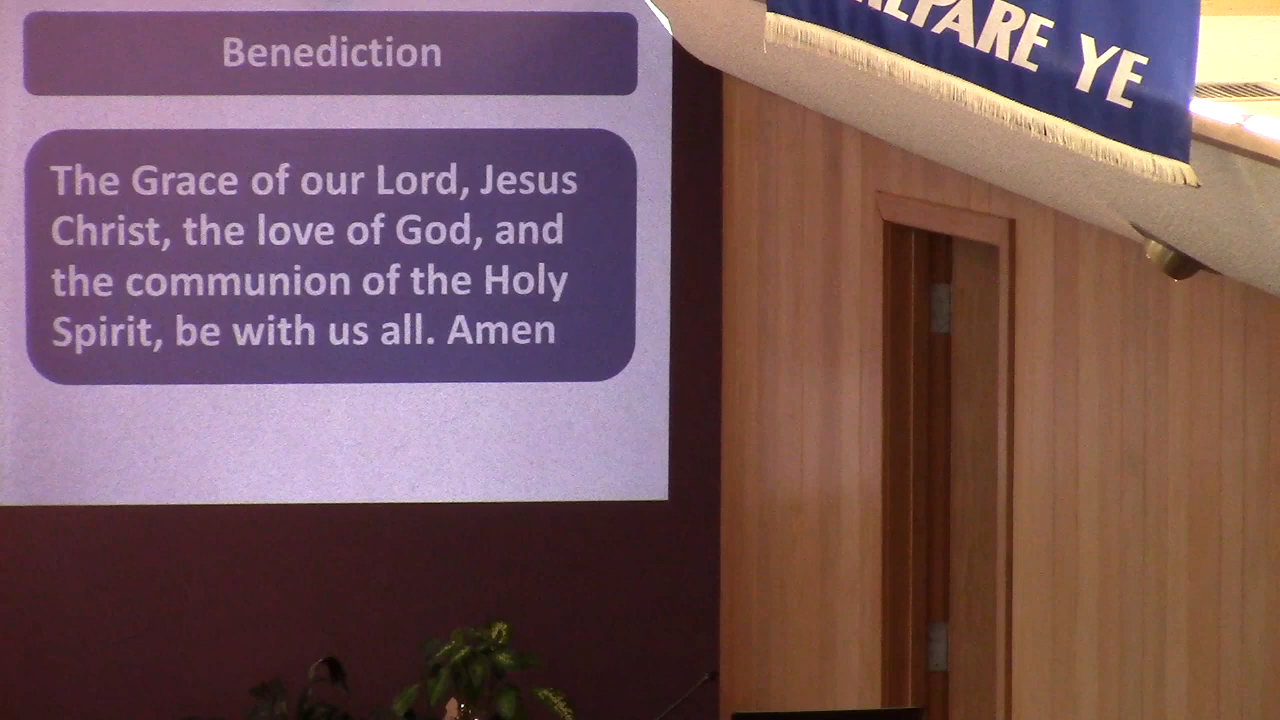 Benediction
The Grace of our Lord, Jesus
Christ, the love of God, and
the communion of the Holy
Spirit, be with us all. Amen
YE